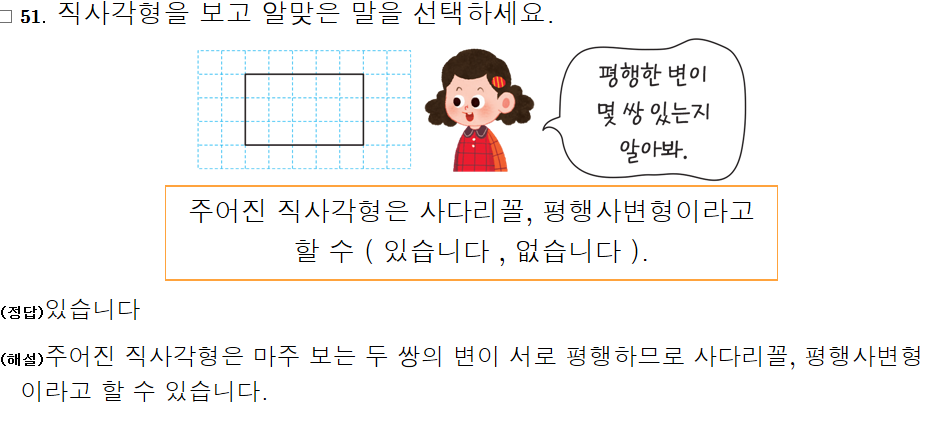 □ 51. 직사각형을 보고 알맞은 말을 선택하세요.
평행한 변이
몇 쌍 있는지
알아봐.
주어진 직사각형은 사다리꼴, 평행사변형이라고
할 수 ( 있습니다 , 없습니다 ).
(정답)있습니다
(해설)주어진 직사각형은 마주 보는 두 쌍의 변이 서로 평행하므로 사다리꼴, 평행사변형
이라고 할 수 있습니다.